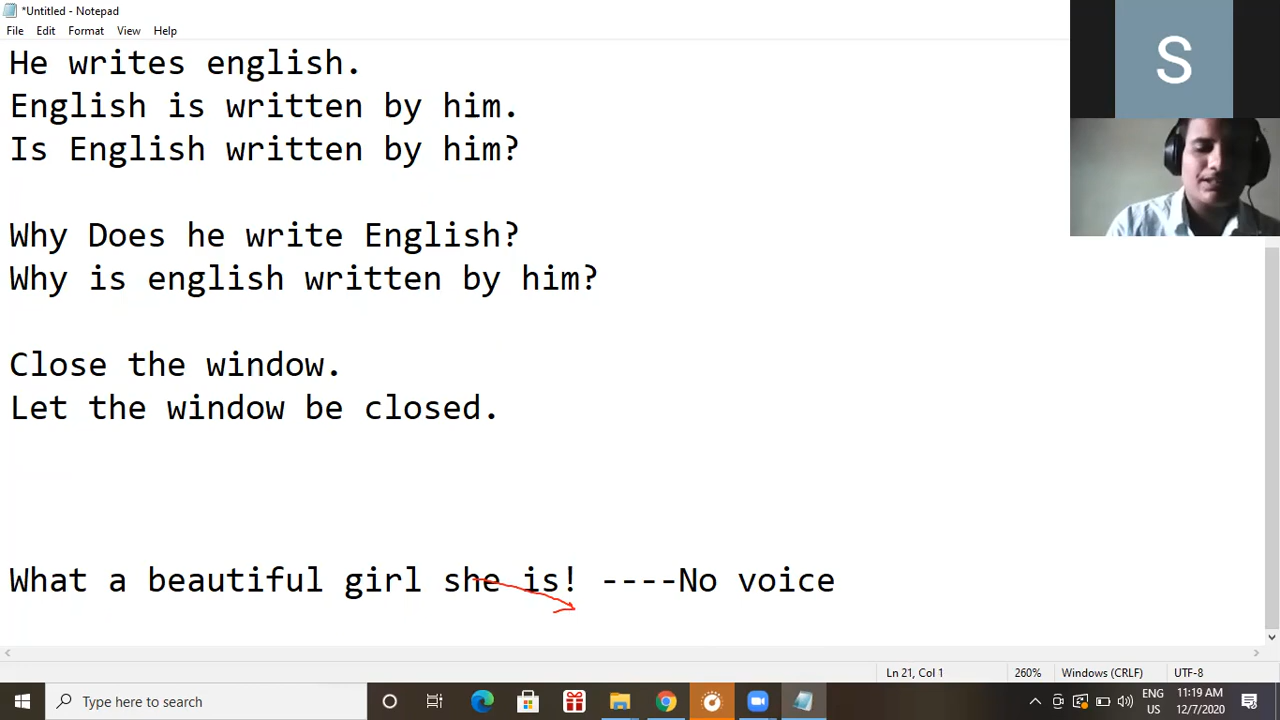 *Untitled - Notepad
File Edit Format View Help
He writes english.
English is written by him.
Is English written by him?
Why Does he write English?
Why is english written by him?
Close the window.
Let the window be closed.
What a beautiful girl she is! ----No voice
S
Ln 21, Col 1 260% Windows (CRLF) UTF-8
Type here to search
ENG
US
11:19 AM
12/7/2020